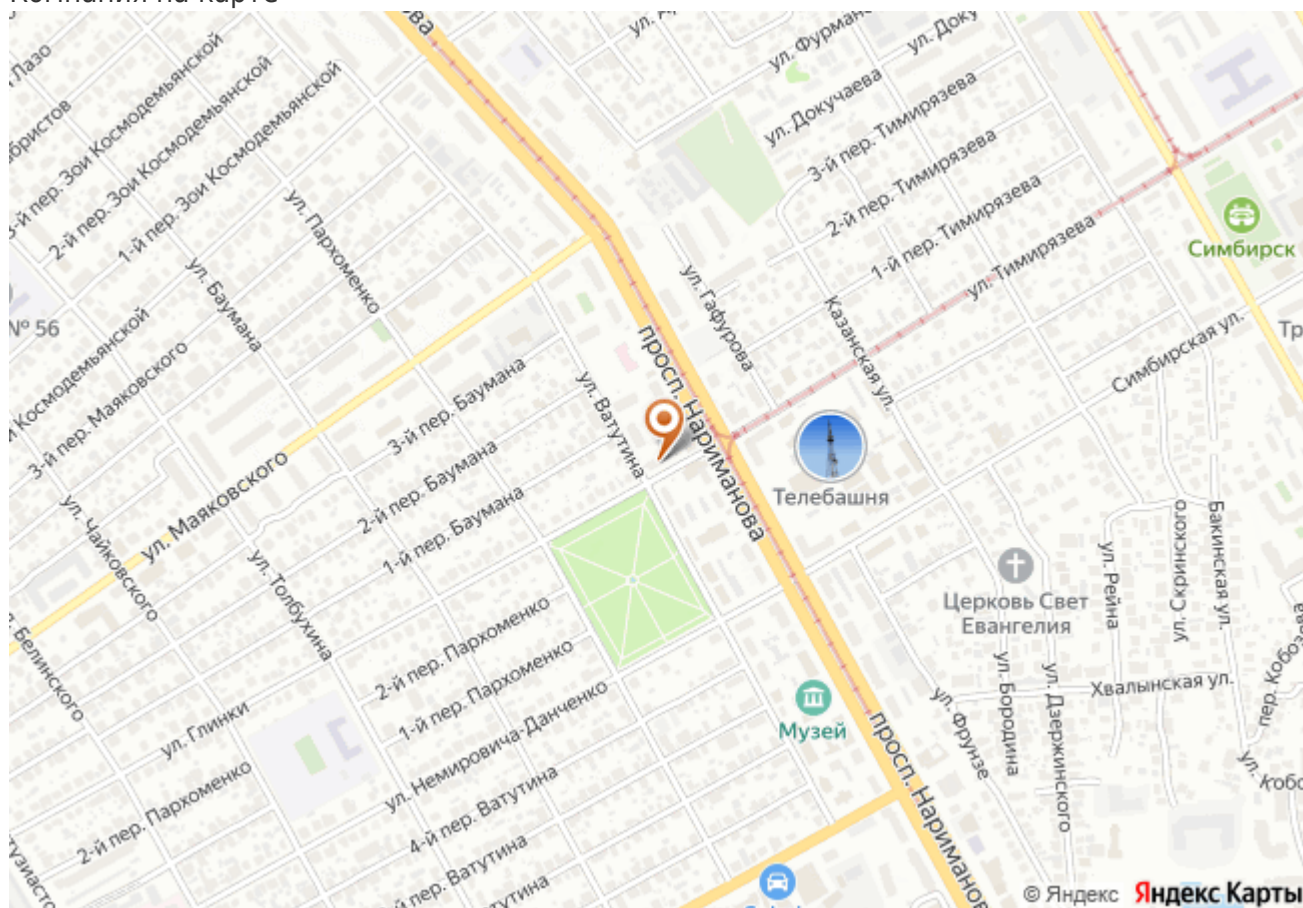 Компания на карте
ул. Фурманова
ул. Докучаева
ул. Докучаева
3-й пер. Тимирязева
2-й пер. Тимирязева
1-й пер. Тимирязева
ул. Тимирязева
Симбирск
3-й пер. Зои Космодемьянской
2-й пер. Зои Космодемьянской
1-й пер. Зои Космодемьянской
ул. Пархоменко
ул. Баумана
ул. Гафурова
Казанская ул.
Симбирская ул.
№ 56
Космодемьянской
3-й пер. Маяковского
ул. Маяковского
3-й пер. Баумана
2-й пер. Баумана
1-й пер. Баумана
ул. Ватутина
просп. Нариманова
Телебашня
ул. Чайковского
ул. Толбухина
ул. Белинского
ул. Глинки
2-й пер. Пархоменко
1-й пер. Пархоменко
ул. Немировича-Данченко
2-й пер. Пархоменко
4-й пер. Ватутина
пер. Ватутина
Церковь Свет
Евангелия
ул. Рейна
ул. Скринского
Бакинская ул.
Хвалынская ул.
ул. Бородина
ул. Дзержинского
ул. Фрунзе
пер. Кобоз
Музей
просп. Нариманов
© Яндекс Яндекс Карты